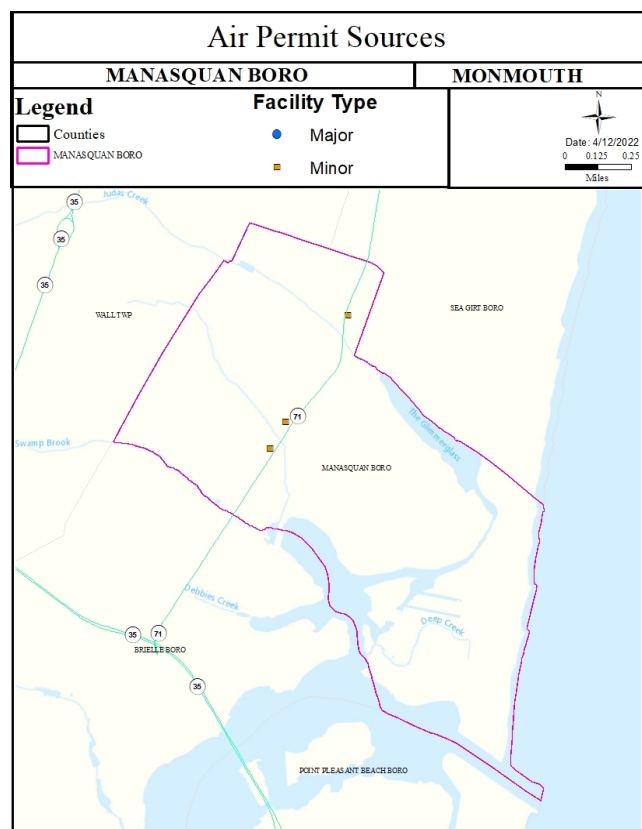 Air Permit Sources
MANASQUAN BORO
MONMOUTH
Legend
Counties
MANASQUAN BORO
Facility Type
Major
Minor
N
Date: 4/12/2022
0 0.125 0.25
Miles
35
Judas Creek
35
35
WALL TWP
SEA GIRT BORO
71
The Glimmerglass
Swamp Brook
MANASQUAN BORO
Debbies Creek
Deep Creek
35
71
BRIELLE BORO
35
POINT PLEASANT BEACH BORO